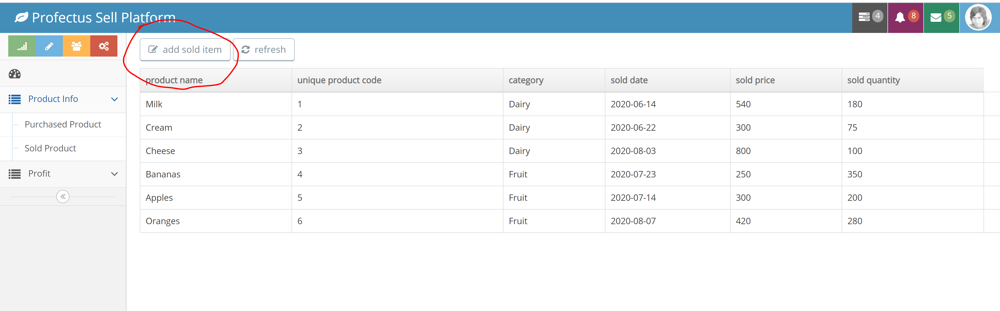 Profectus Sell Platform
4
8
5
add sold item
refresh
Product Info
Purchased Product
Sold Product
Profit
product name unique product code category sold date sold price sold quantity
Milk 1 Dairy 2020-06-14 540 180
Cream 2 Dairy 2020-06-22 300 75
Cheese 3 Dairy 2020-08-03 800 100
Bananas 4 Fruit 2020-07-23 250 350
Apples 5 Fruit 2020-07-14 300 200
Oranges 6 Fruit 2020-08-07 420 280